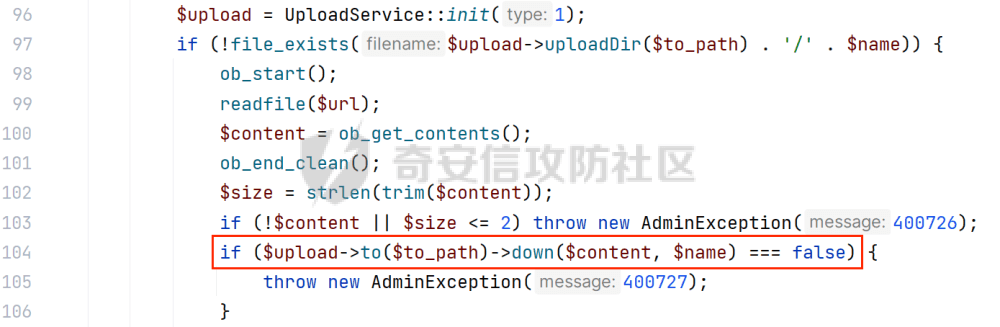 96 $upload = UploadService::init( type: 1);
97 if (!file_exists( filename: $upload->uploadDir($to_path) . '/' . $name)) {
98 ob_start();
99 readfile($url);
100 $content = ob_get_contents();
101 ob_end_clean();
奇安信攻防社区
102 $size = strlen(trim($content));
103 if (!$content || $size <= 2) throw new AdminException( message: 400726);
104 if ($upload->to($to_path)->down($content, $name) === false) {
105 throw new AdminException( message: 400727);
106 }